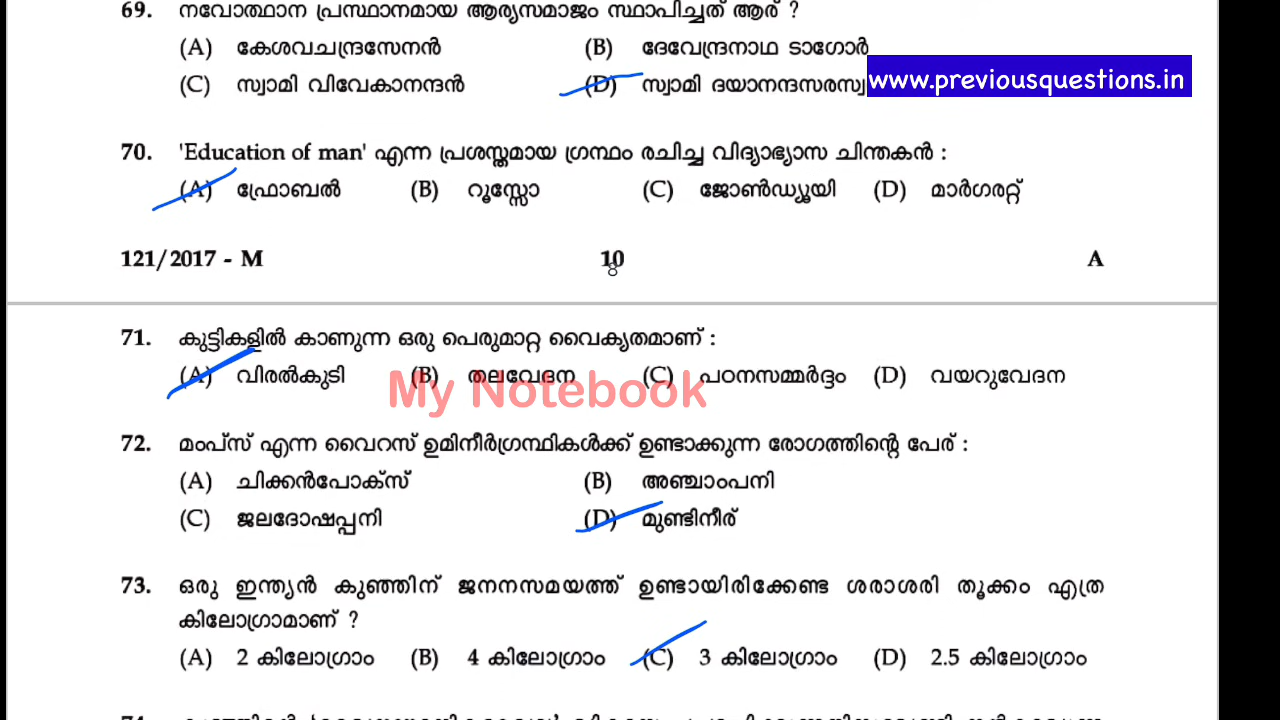 69. നവോത്ഥാന പ്രസ്ഥാനമായ ആര്യസമാജം സ്ഥാപിച്ചത് ആര് ?
(A) കേശവചന്ദ്രസേനൻ (B) ദേവേന്ദ്രനാഥ ടാഗോർ
(C) സ്വാമി വിവേകാനന്ദൻ (D) സ്വാമി ദയാനന്ദസരസ്വ
www.previousquestions.in
70. 'Education of man' എന്ന പ്രശസ്തമായ ഗ്രന്ഥം രചിച്ച വിദ്യാഭ്യാസ ചിന്തകൻ :
(A) ഫ്രോബൽ (B) റൂസ്സോ (C) ജോൺഡ്യൂയി (D) മാർഗരറ്റ്
121/2017 - M 10 A
71. കുട്ടികളിൽ കാണുന്ന ഒരു പെരുമാറ്റ വൈകൃതമാണ് :
(A) വിരൽകുടി (B) തലവേദന (C) പഠനസമ്മർദ്ദം (D) വയറുവേദന
My Notebook
72. മംപ്സ് എന്ന വൈറസ് ഉമിനീർഗ്രന്ഥികൾക്ക് ഉണ്ടാക്കുന്ന രോഗത്തിന്റെ പേര് :
(A) ചിക്കൻപോക്സ് (B) അഞ്ചാംപനി
(C) ജലദോഷപ്പനി (D) മുണ്ടിനീര്
73. ഒരു ഇന്ത്യൻ കുഞ്ഞിന് ജനനസമയത്ത് ഉണ്ടായിരിക്കേണ്ട ശരാശരി തൂക്കം എത്ര
കിലോഗ്രാമാണ് ?
(A) 2 കിലോഗ്രാം (B) 4 കിലോഗ്രാം (C) 3 കിലോഗ്രാം (D) 2.5 കിലോഗ്രാം